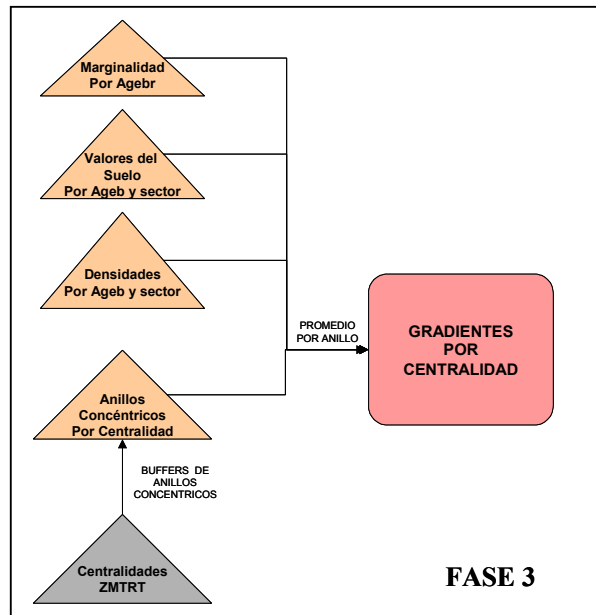 Marginalidad
Por Agebr
Valores del
Suelo
Por Ageb y sector
Densidades
Por Ageb y sector
PROMEDIO
POR ANILLO
GRADIENTES
POR
CENTRALIDAD
Anillos
Concéntricos
Por Centralidad
BUFFERS DE
ANILLOS
CONCENTRICOS
Centralidades
ZMTRT
FASE 3